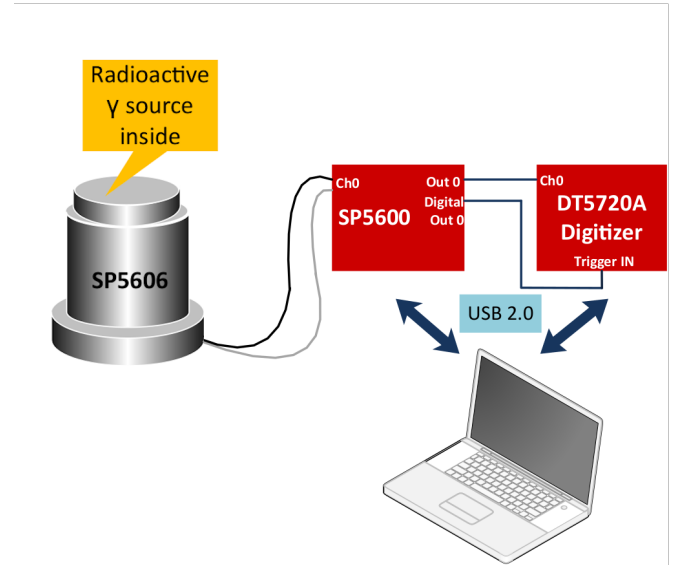 Radioactive
γ source
inside
SP5606
Ch0
Out 0
SP5600
Digital
Out 0
Ch0
DT5720A
Digitizer
Trigger IN
USB 2.0